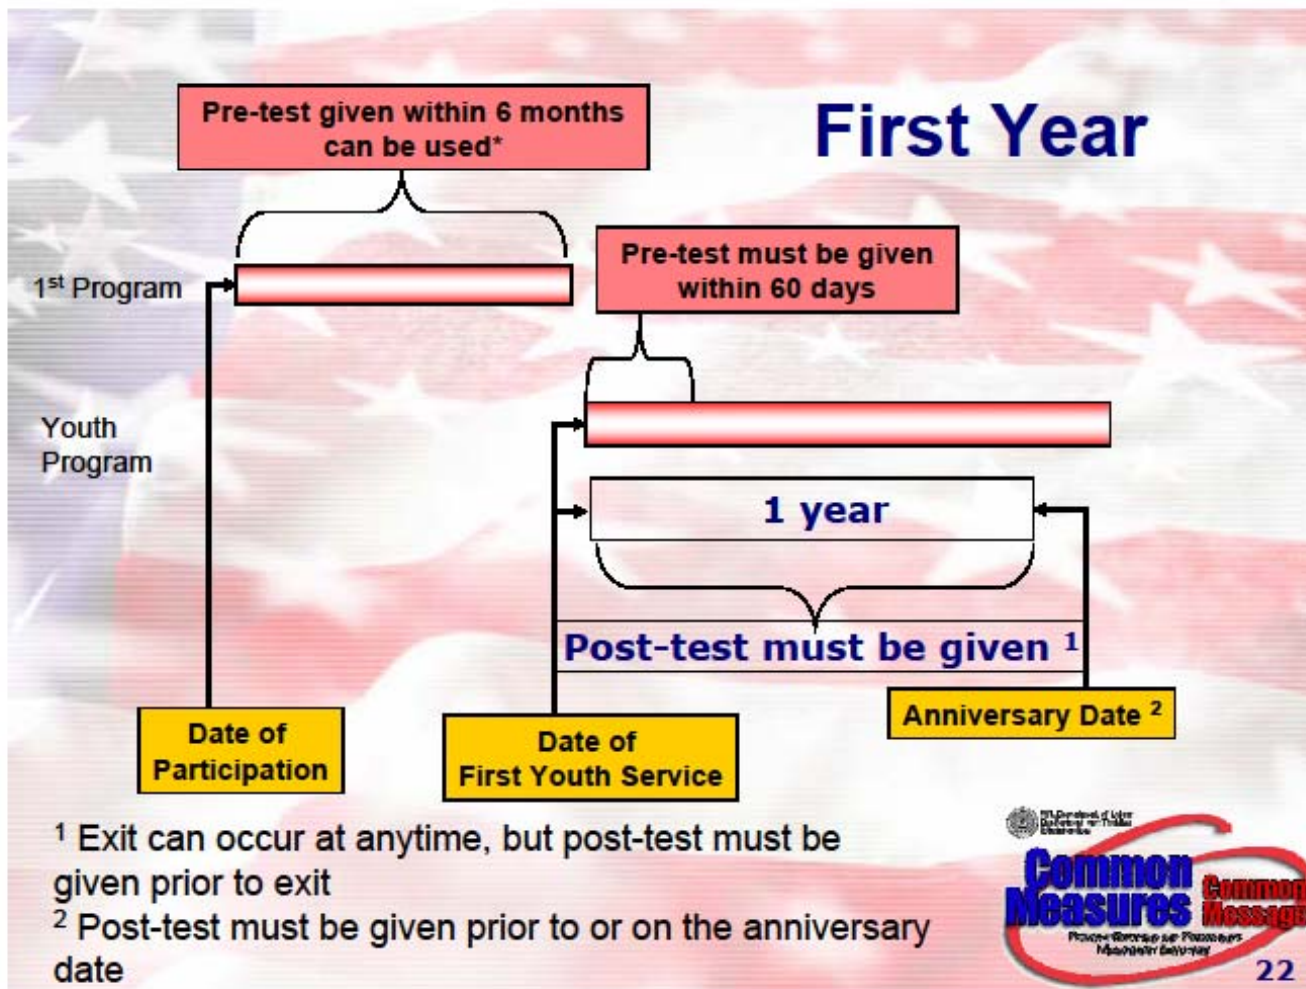 First Year
Pre-test given within 6 months
can be used*
1st Program
Pre-test must be given
within 60 days
Youth
Program
1 year
Post-test must be given 1
Anniversary Date 2
Date of
Participation
Date of
First Youth Service
1 Exit can occur at anytime, but post-test must be
given prior to exit
2 Post-test must be given prior to or on the anniversary
date
Common
Measures
Common
Message
22